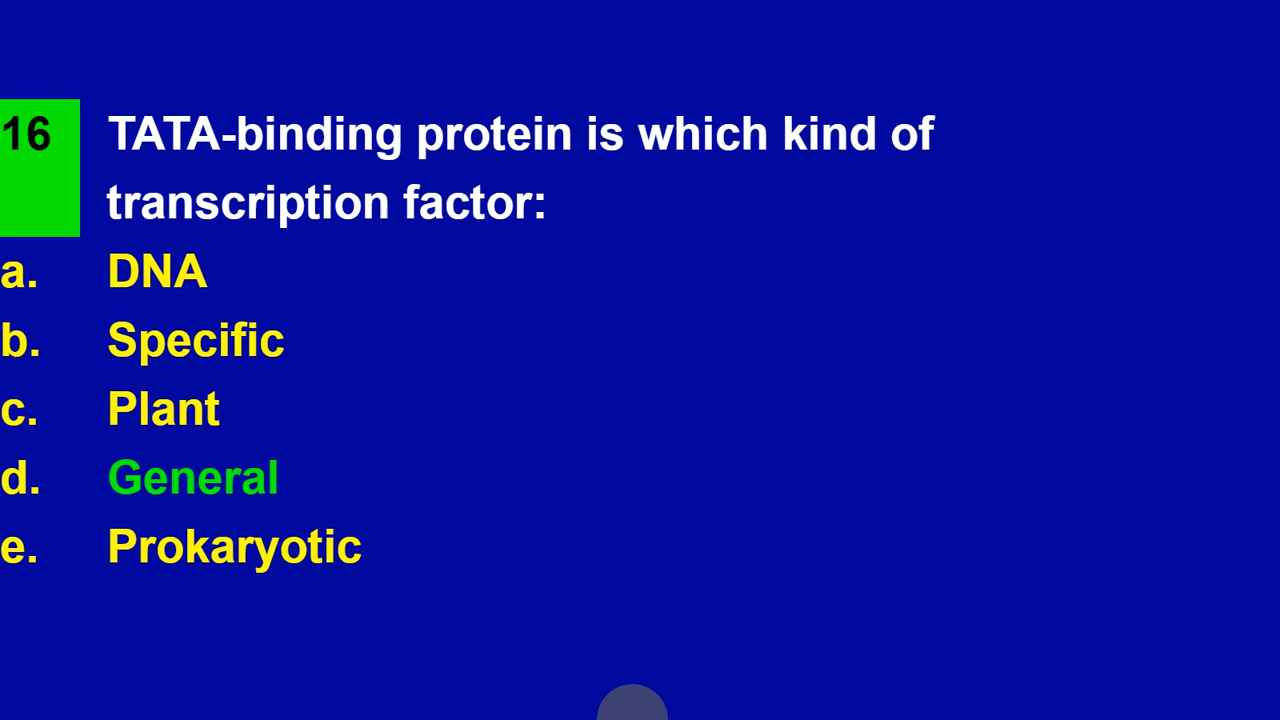 16 TATA-binding protein is which kind of
transcription factor:
a. DNA
b. Specific
c. Plant
d. General
e. Prokaryotic